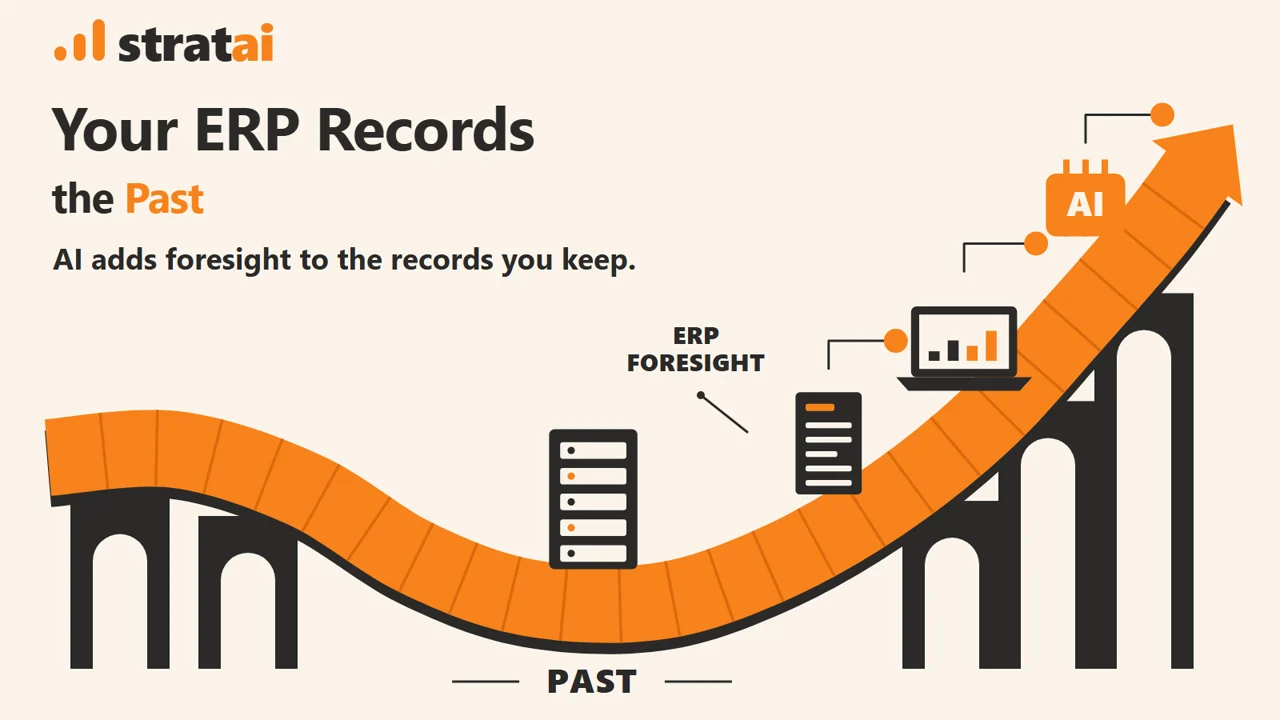 stratai
Your ERP Records
the Past
AI adds foresight to the records you keep.
AI
ERP
FORESIGHT
PAST